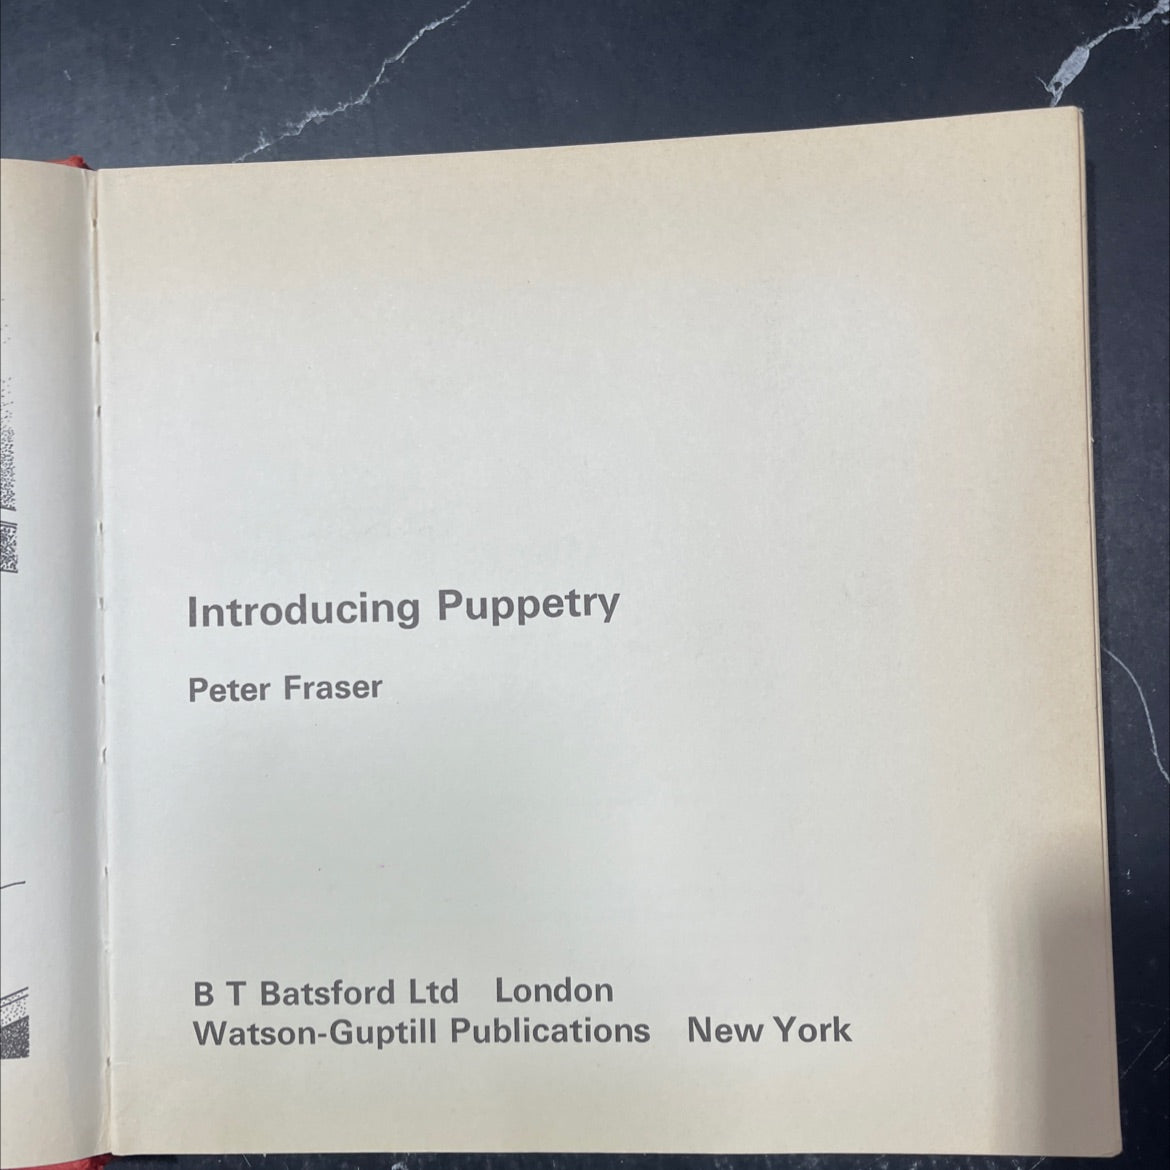 Introducing Puppetry
Peter Fraser
B T Batsford Ltd London
Watson-Guptill Publications New York